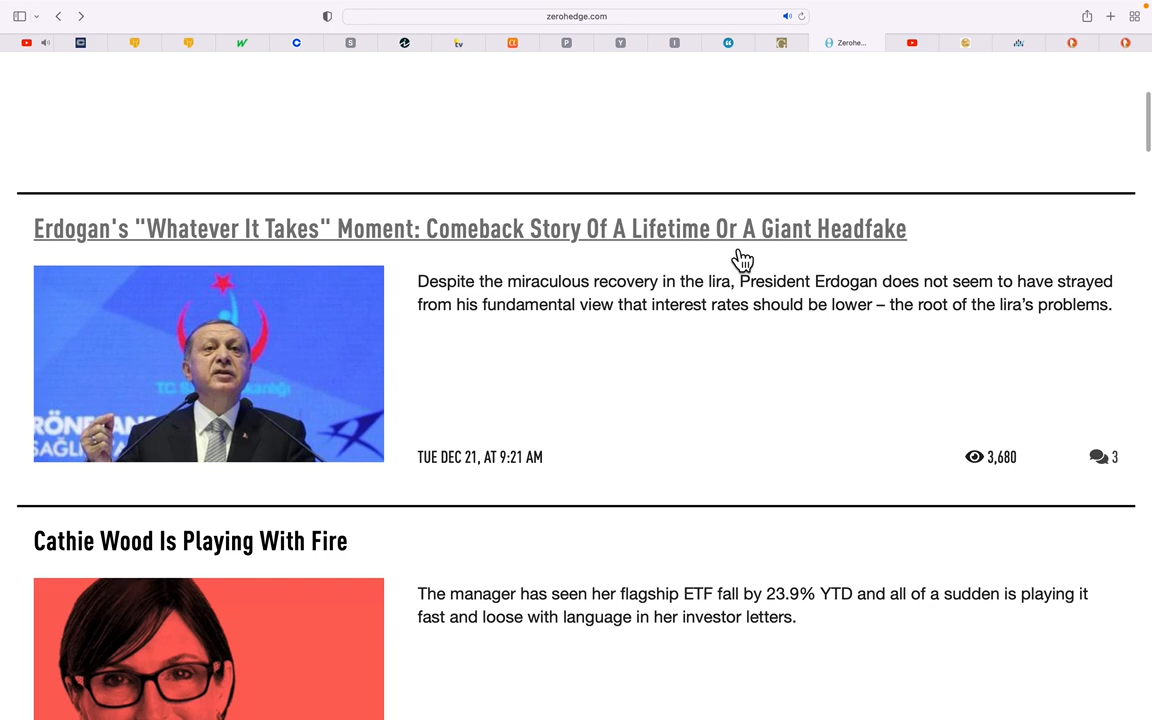 zerohedge.com
Zerohe...
Erdogan's "Whatever It Takes" Moment: Comeback Story Of A Lifetime Or A Giant Headfake
Despite the miraculous recovery in the lira, President Erdogan does not seem to have strayed
from his fundamental view that interest rates should be lower – the root of the lira's problems.
TUE DEC 21, AT 9:21 AM
3,680
3
Cathie Wood Is Playing With Fire
The manager has seen her flagship ETF fall by 23.9% YTD and all of a sudden is playing it
fast and loose with language in her investor letters.